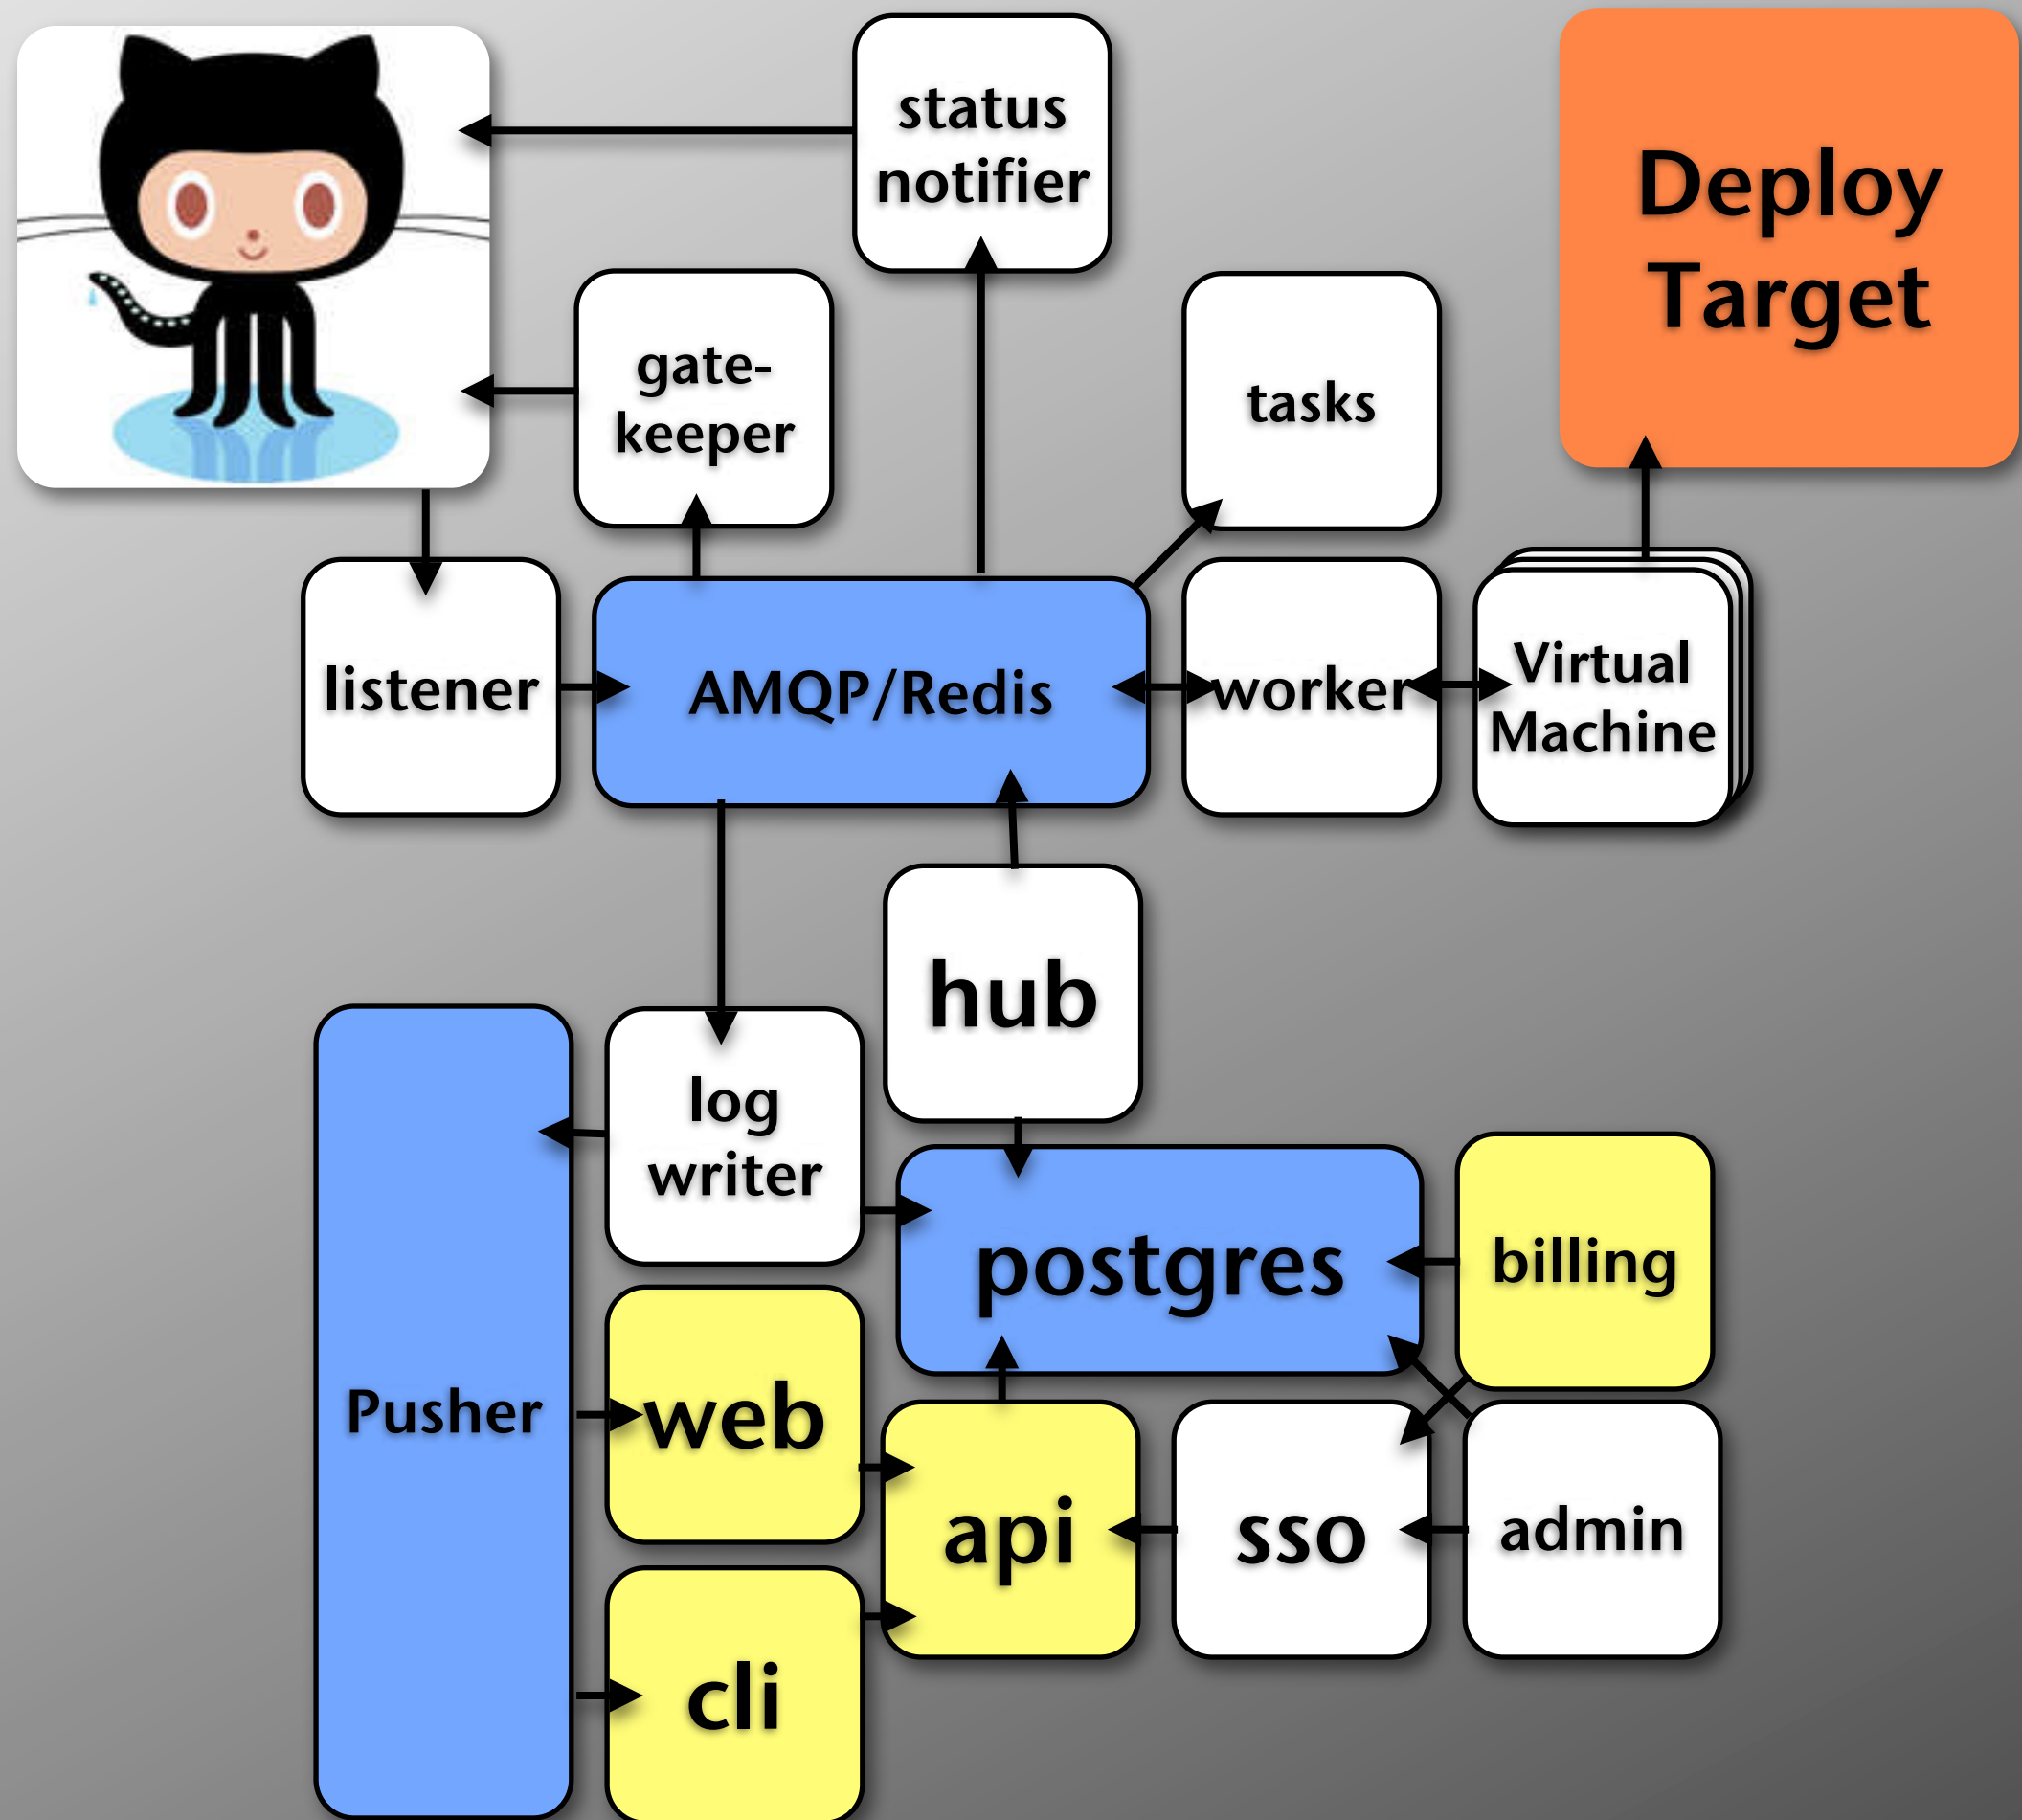 status
notifier
Deploy
Target
gate-
keeper
tasks
listener
AMQP/Redis
worker
Virtual
Machine
hub
log
writer
postgres
billing
Pusher
web
api
sso
admin
cli